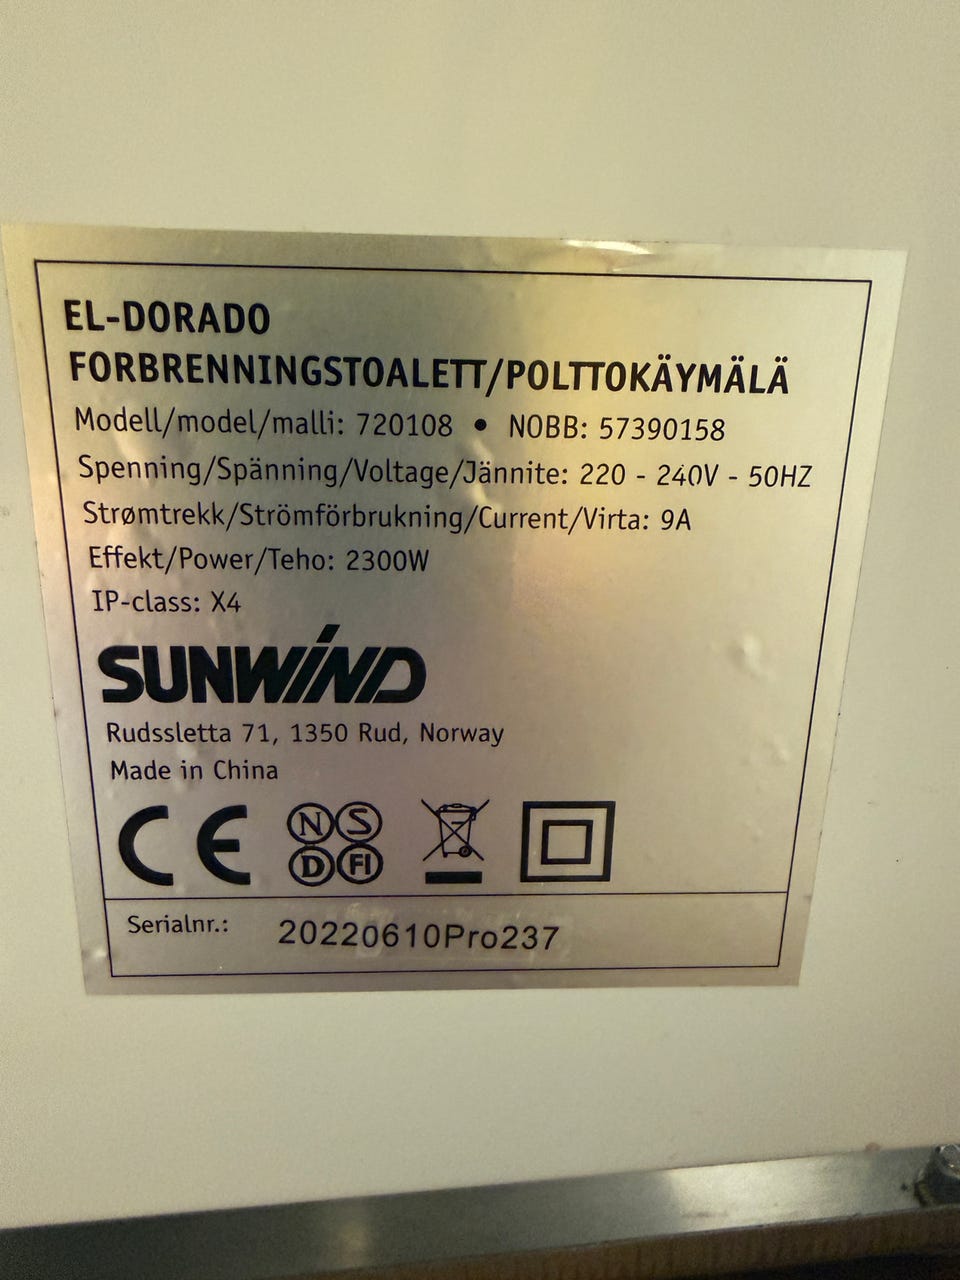 EL-DORADO
FORBRENNINGSTOALETT/POLTTOKÄYMÄLÄ
Modell/model/malli: 720108 • NOBB: 57390158
Spenning/Spänning/Voltage/Jännite: 220 - 240V - 50HZ
Strømtrekk/Strömförbrukning/Current/Virta: 9A
Effekt/Power/Teho: 2300W
IP-class: X4
SUNWIND
Rudssletta 71, 1350 Rud, Norway
Made in China
CE N S D FI
Serialnr.: 20220610Pro237